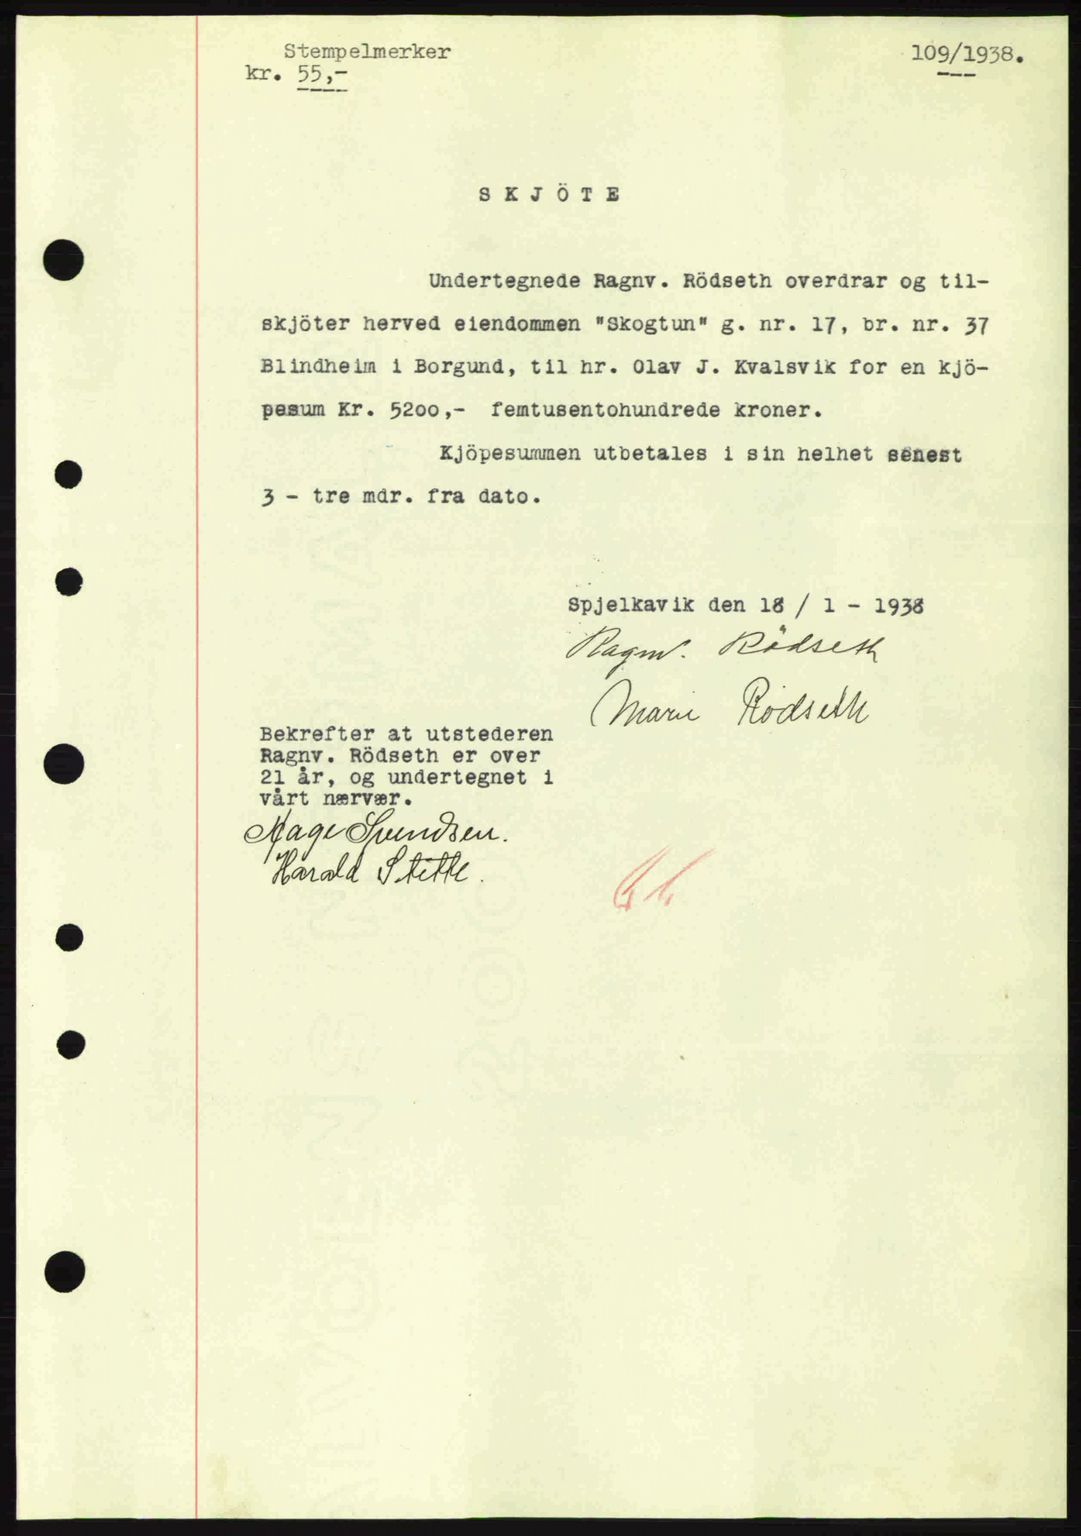 Stempelmerker
kr. 55,-
109/1938.
SKJÖTE
Undertegnede Ragnv. Rödseth overdrar og til-
skjöter herved eiendommen "Skogtun" g. nr. 17, br. nr. 37
Blindheim i Borgund, til hr. Olav J. Kvalsvik for en kjö-
pesum Kr. 5200,- femtusentohundrede kroner.
Kjöpesummen utbetales i sin helhet senest
3 - tre mdr. fra dato.
Spjelkavik den 18 / 1 - 1938
Ragnv. Rödseth
Marie Rödseth
Bekrefter at utstederen
Ragnv. Rödseth er over
21 år, og undertegnet i
vårt nærvær.
Aage Svendsen.
Harald Stette.